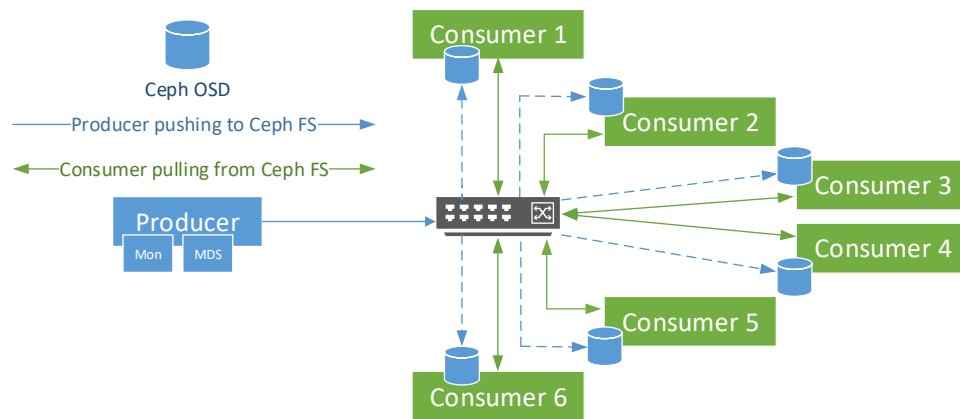 Consumer 1
Ceph OSD
Producer pushing to Ceph FS
Consumer 2
Consumer pulling from Ceph FS
Consumer 3
Producer
Mon
MDS
Consumer 4
Consumer 5
Consumer 6